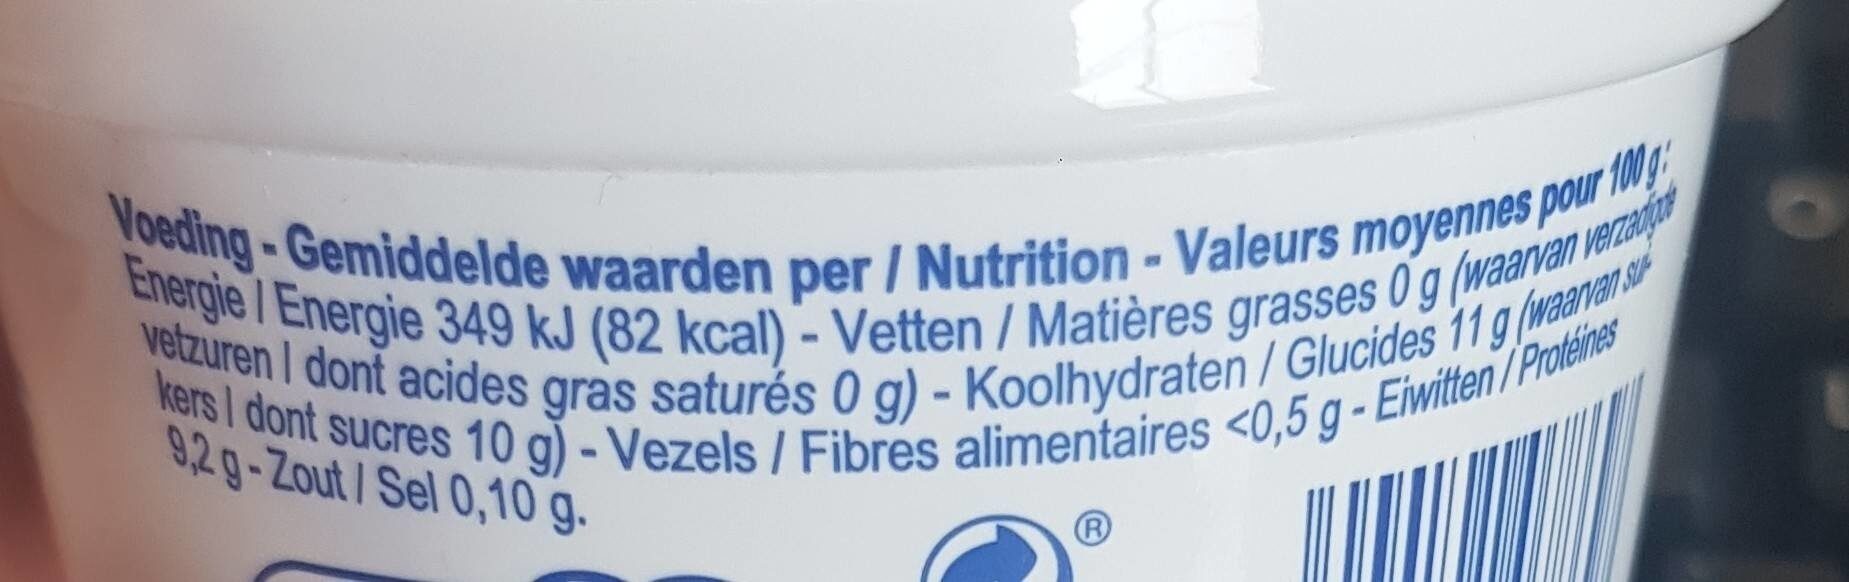 Voeding - Gemiddelde waarden per / Nutrition - Valeurs moyennes pour 100 g:
Energie / Energie 349 kJ (82 kcal) - Vetten / Matières grasses 0 g (waarvan verzadigde
vetzuren / dont acides gras saturés 0 g) - Koolhydraten / Glucides 11 g (waarvan sui-
kers / dont sucres 10 g) - Vezels / Fibres alimentaires <0,5 g - Eiwitten / Protéines
9,2 g - Zout / Sel 0,10 g.
®